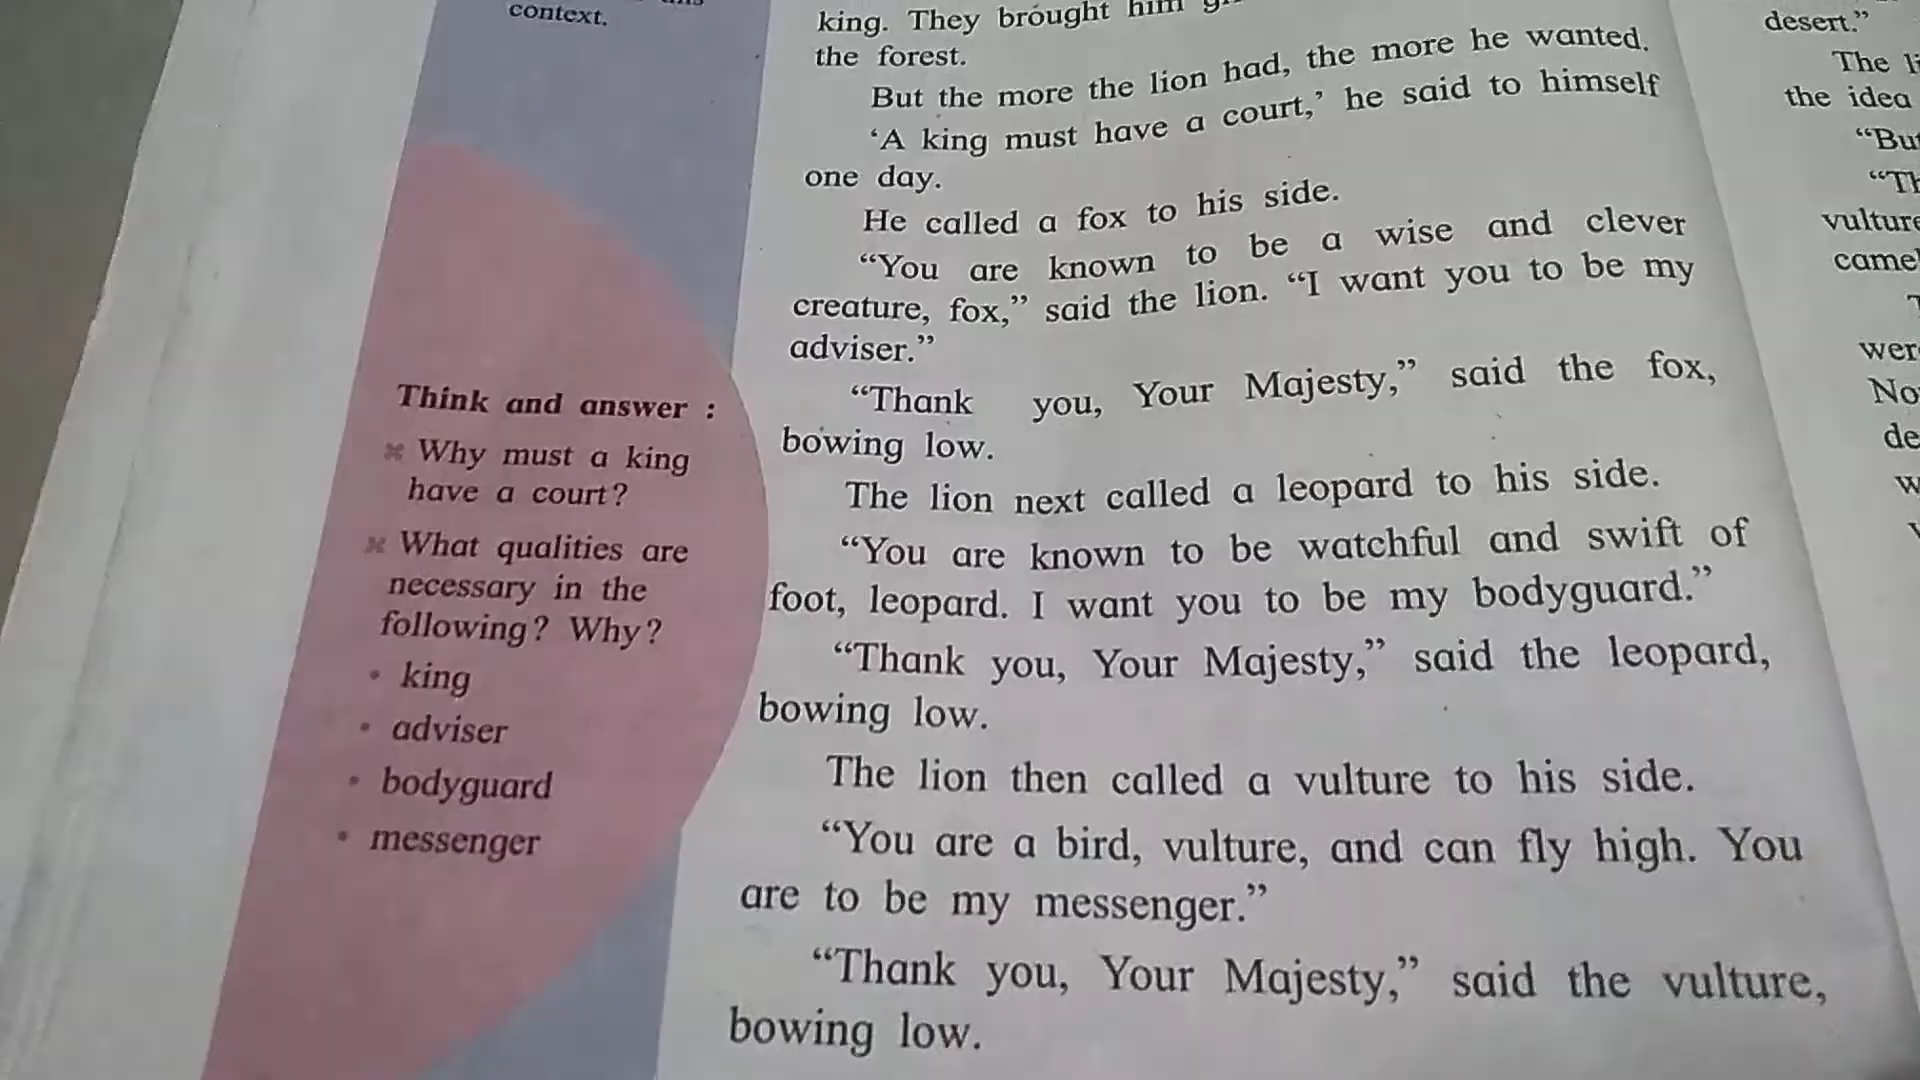 context.
Think and answer :
Why must a king
have a court?
What qualities are
necessary in the
following? Why?
• king
• adviser
• bodyguard
• messenger
king. They brought him
the forest.
But the more the lion had, the more he wanted.
‘A king must have a court,’ he said to himself
one day.
He called a fox to his side.
“You are known to be a wise and clever
creature, fox,” said the lion. “I want you to be my
adviser.”
“Thank you, Your Majesty,” said the fox,
bowing low.
The lion next called a leopard to his side.
“You are known to be watchful and swift of
foot, leopard. I want you to be my bodyguard.”
“Thank you, Your Majesty,” said the leopard,
bowing low.
The lion then called a vulture to his side.
“You are a bird, vulture, and can fly high. You
are to be my messenger.”
“Thank you, Your Majesty,” said the vulture,
bowing low.
desert.”
The
the idea